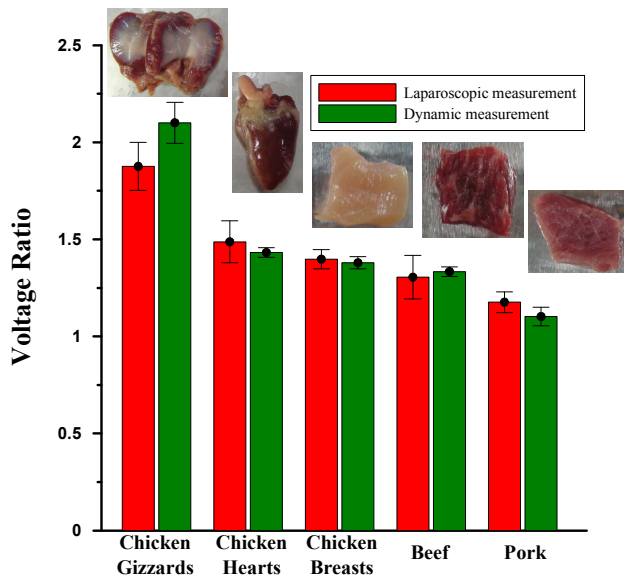 2.5
2
1.5
1
0.5
0
Voltage Ratio
Laparoscopic measurement
Dynamic measurement
Chicken
Gizzards
Chicken
Hearts
Chicken
Breasts
Beef
Pork